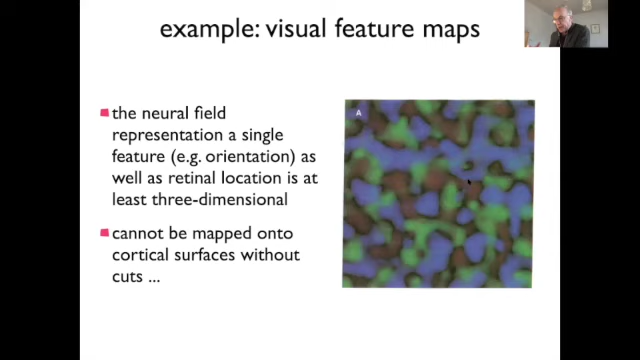 example: visual feature maps
the neural field
representation a single
feature (e.g. orientation) as
well as retinal location is at
least three-dimensional
cannot be mapped onto
cortical surfaces without
cuts ...
A